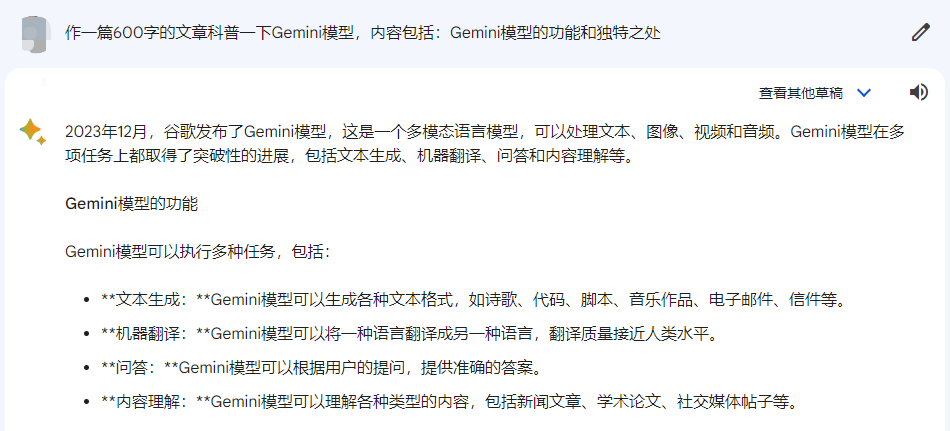 作一篇600字的文章科普一下Gemini模型，内容包括：Gemini模型的功能和独特之处
查看其他草稿
2023年12月，谷歌发布了Gemini模型，这是一个多模态语言模型，可以处理文本、图像、视频和音频。Gemini模型在多
项任务上都取得了突破性的进展，包括文本生成、机器翻译、问答和内容理解等。
Gemini模型的功能
Gemini模型可以执行多种任务，包括：
• **文本生成：**Gemini模型可以生成各种文本格式，如诗歌、代码、脚本、音乐作品、电子邮件、信件等。
• **机器翻译：**Gemini模型可以将一种语言翻译成另一种语言，翻译质量接近人类水平。
• **问答：**Gemini模型可以根据用户的提问，提供准确的答案。
• **内容理解：**Gemini模型可以理解各种类型的内容，包括新闻文章、学术论文、社交媒体帖子等。